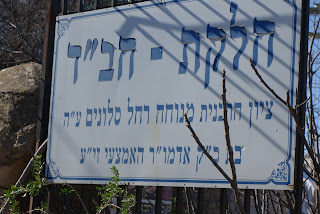 חלקת - חב"ד
ציון הרבנית מנוחה רחל סלונים ע"ה
בת כ"ק אדמו"ר האמצעי זי"ע